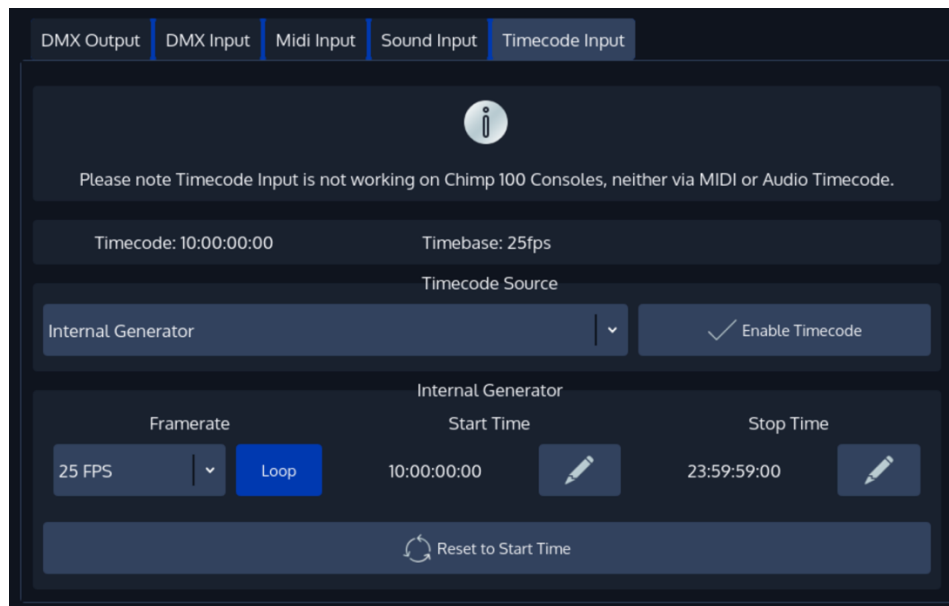 DMX Output DMX Input Midi Input Sound Input Timecode Input
Please note Timecode Input is not working on Chimp 100 Consoles, neither via MIDI or Audio Timecode.
Timecode: 10:00:00:00 Timebase: 25fps
Timecode Source
Internal Generator Enable Timecode
Internal Generator
Framerate Start Time Stop Time
25 FPS Loop 10:00:00:00 23:59:59:00
Reset to Start Time